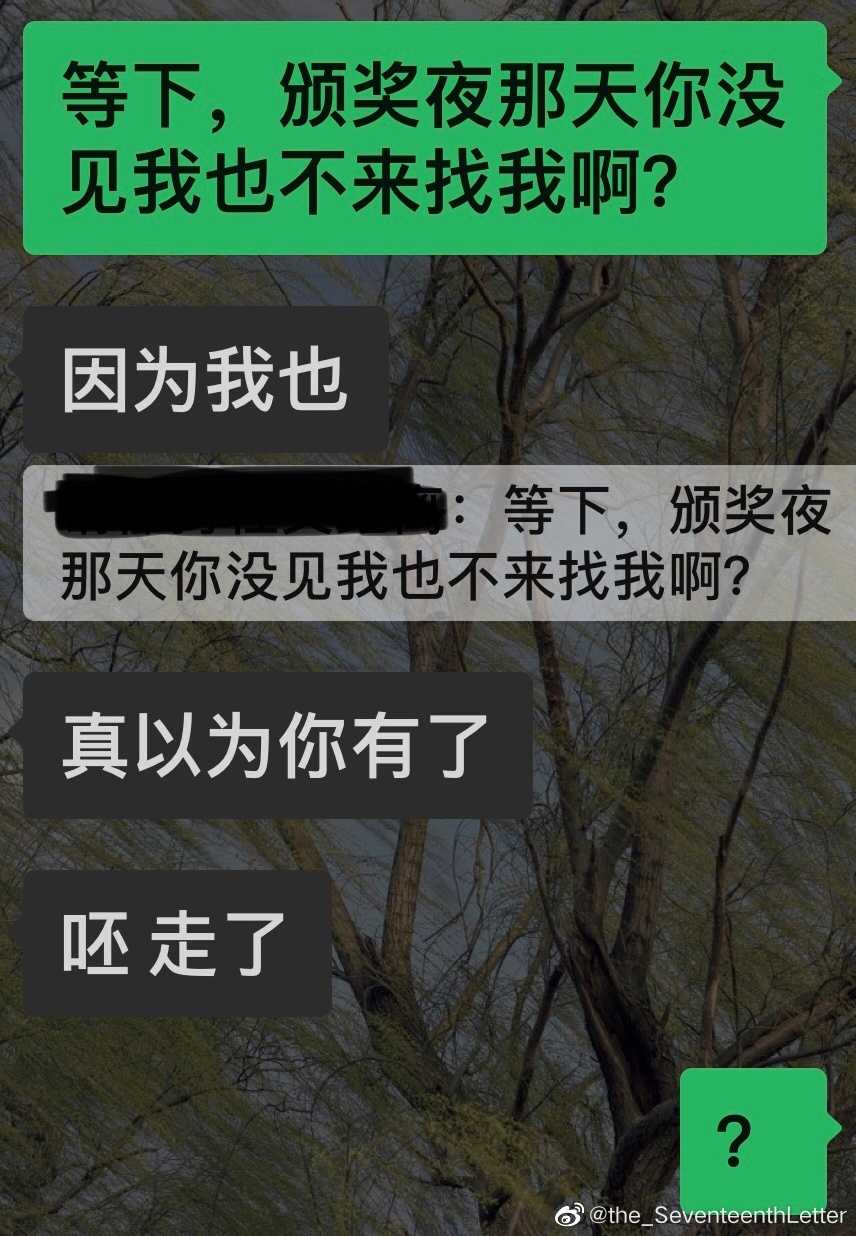 等下，颁奖夜那天你没
见我也不来找我啊?
因为我也
：等下，颁奖夜
那天你没见我也不来找我啊?
真以为你有了
呸 走了
?
@the_SeventeenthLetter